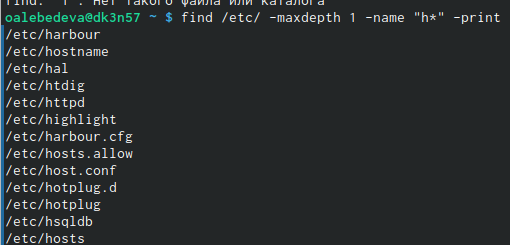 find: "f": Нет такого файла или каталога
oalebedeva@dk3n57 ~ $ find /etc/ -maxdepth 1 -name "h*" -print
/etc/harbour
/etc/hostname
/etc/hal
/etc/htdig
/etc/httpd
/etc/highlight
/etc/harbour.cfg
/etc/hosts.allow
/etc/host.conf
/etc/hotplug.d
/etc/hotplug
/etc/hsqldb
/etc/hosts